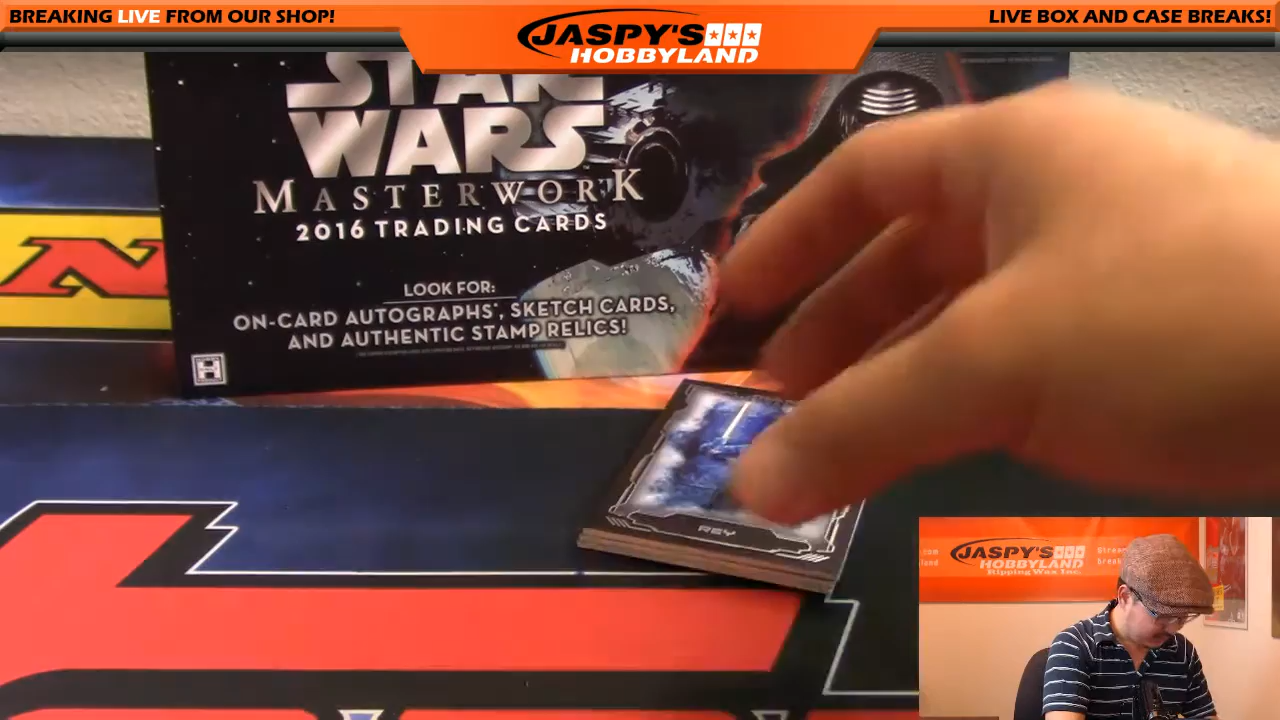 BREAKING LIVE FROM OUR SHOP!
JASPY'S
HOBBYLAND
LIVE BOX AND CASE BREAKS!
STAR
WARS
MASTERWORK
2016 TRADING CARDS
LOOK FOR:
ON-CARD AUTOGRAPHS*, SKETCH CARDS,
AND AUTHENTIC STAMP RELICS!
H
N
REY
JASPY'S
HOBBYLAND
Ripping Wax Inc.